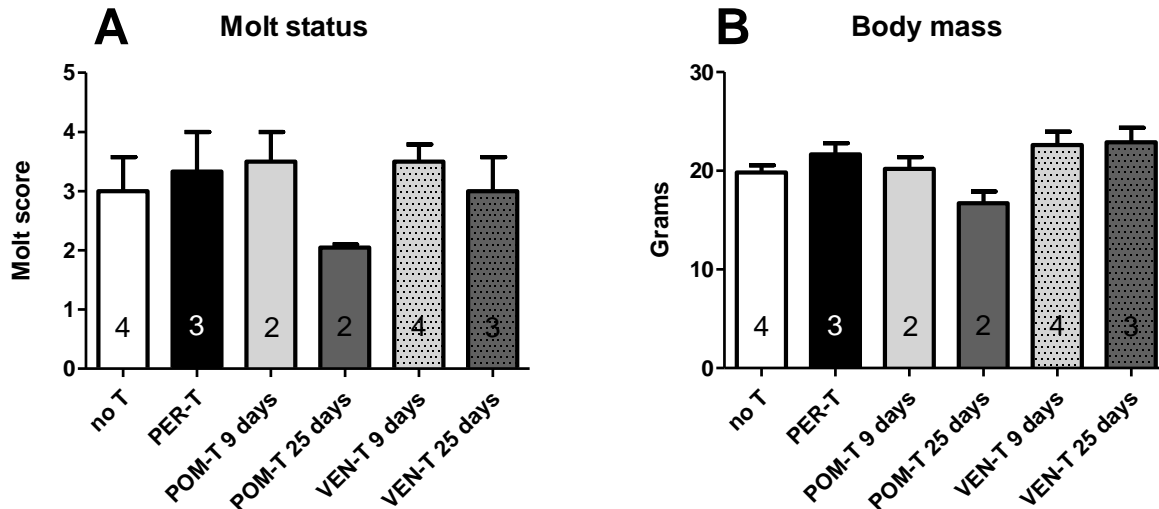 A Molt status
Molt score
5
4
3
2
1
0
4 3 2 2 4 3
no T
PER-T
POM-T 9 days
POM-T 25 days
VEN-T 9 days
VEN-T 25 days
B Body mass
Grams
30
20
10
0
4 3 2 2 4 3
no T
PER-T
POM-T 9 days
POM-T 25 days
VEN-T 9 days
VEN-T 25 days